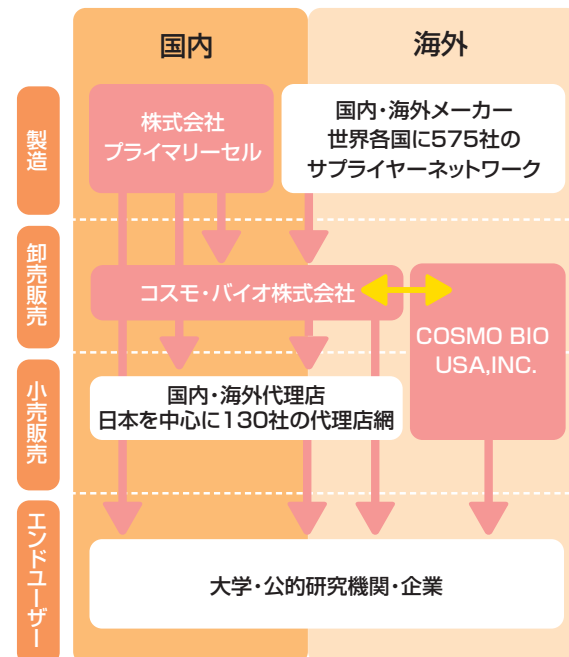 国内
海外
製造
株式会社
プライマリーセル
国内・海外メーカー
世界各国に575社の
サプライヤーネットワーク
卸売販売
コスモ・バイオ株式会社
COSMO BIO
USA,INC.
小売販売
国内・海外代理店
日本を中心に130社の代理店網
エンドユーザー
大学・公的研究機関・企業